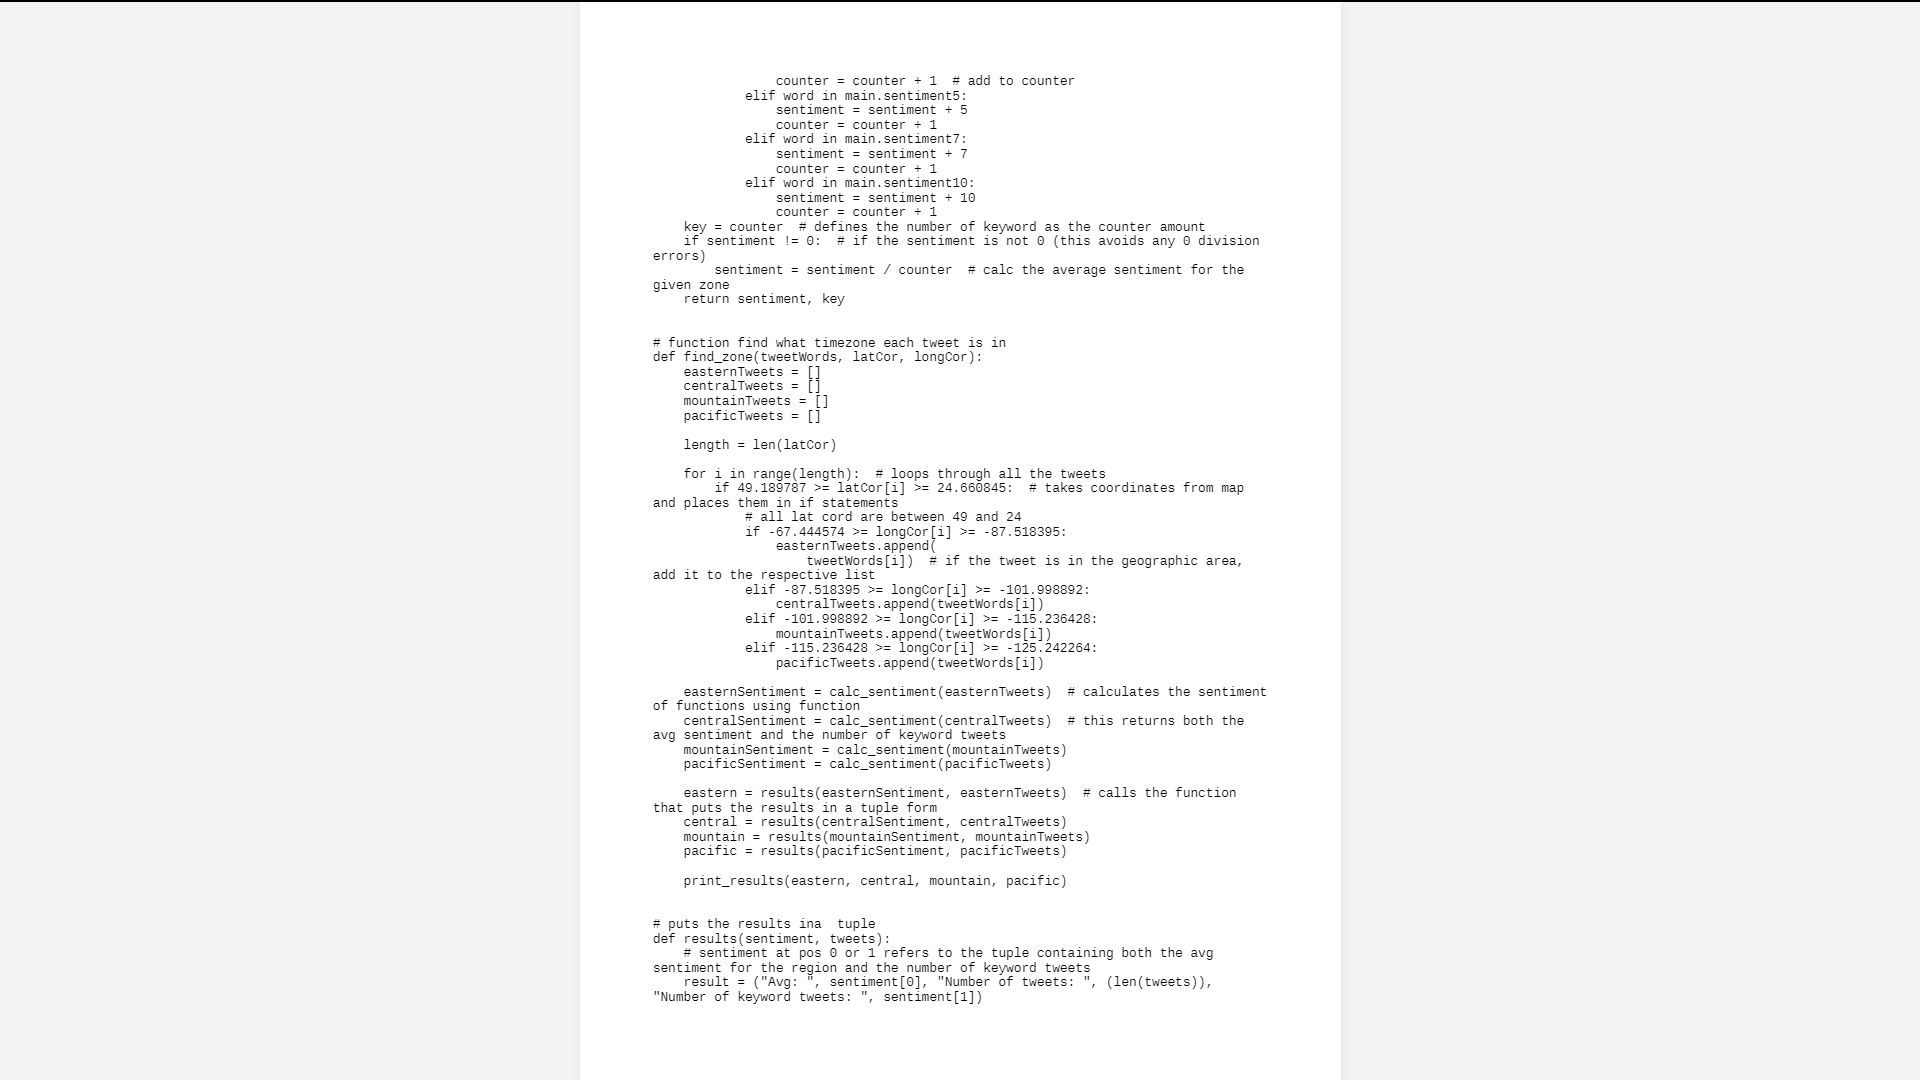 counter = counter + 1  # add to counter
            elif word in main.sentiment5:
                sentiment = sentiment + 5
                counter = counter + 1
            elif word in main.sentiment7:
                sentiment = sentiment + 7
                counter = counter + 1
            elif word in main.sentiment10:
                sentiment = sentiment + 10
                counter = counter + 1
    key = counter  # defines the number of keyword as the counter amount
    if sentiment != 0:  # if the sentiment is not 0 (this avoids any 0 division
errors)
        sentiment = sentiment / counter  # calc the average sentiment for the
given zone
    return sentiment, key


# function find what timezone each tweet is in
def find_zone(tweetWords, latCor, longCor):
    easternTweets = []
    centralTweets = []
    mountainTweets = []
    pacificTweets = []

    length = len(latCor)

    for i in range(length):  # loops through all the tweets
        if 49.189787 >= latCor[i] >= 24.660845:  # takes coordinates from map
and places them in if statements
            # all lat cord are between 49 and 24
            if -67.444574 >= longCor[i] >= -87.518395:
                easternTweets.append(
                    tweetWords[i])  # if the tweet is in the geographic area,
add it to the respective list
            elif -87.518395 >= longCor[i] >= -101.998892:
                centralTweets.append(tweetWords[i])
            elif -101.998892 >= longCor[i] >= -115.236428:
                mountainTweets.append(tweetWords[i])
            elif -115.236428 >= longCor[i] >= -125.242264:
                pacificTweets.append(tweetWords[i])

    easternSentiment = calc_sentiment(easternTweets)  # calculates the sentiment
of functions using function
    centralSentiment = calc_sentiment(centralTweets)  # this returns both the
avg sentiment and the number of keyword tweets
    mountainSentiment = calc_sentiment(mountainTweets)
    pacificSentiment = calc_sentiment(pacificTweets)

    eastern = results(easternSentiment, easternTweets)  # calls the function
that puts the results in a tuple form
    central = results(centralSentiment, centralTweets)
    mountain = results(mountainSentiment, mountainTweets)
    pacific = results(pacificSentiment, pacificTweets)

    print_results(eastern, central, mountain, pacific)


# puts the results ina  tuple
def results(sentiment, tweets):
    # sentiment at pos 0 or 1 refers to the tuple containing both the avg
sentiment for the region and the number of keyword tweets
    result = ("Avg: ", sentiment[0], "Number of tweets: ", (len(tweets)),
"Number of keyword tweets: ", sentiment[1])